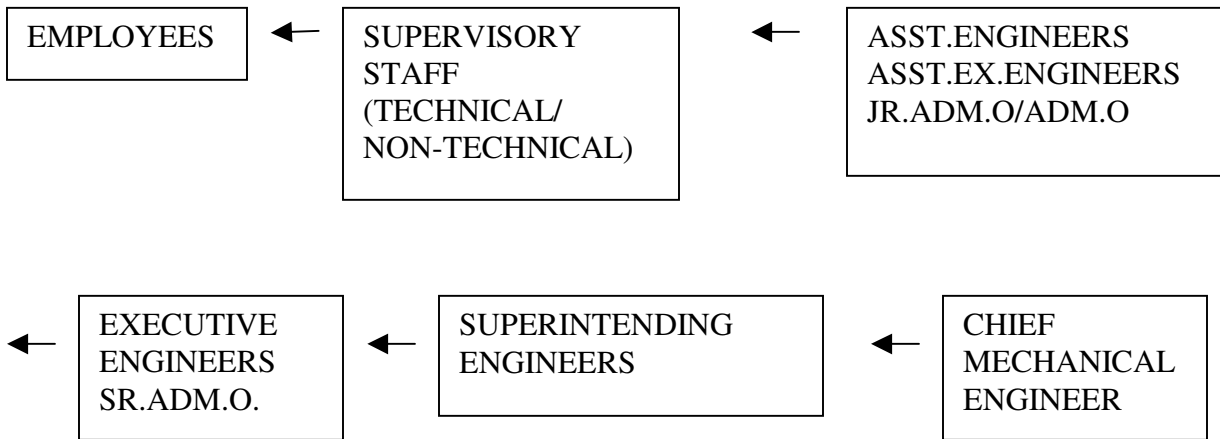 EMPLOYEES
SUPERVISORY
STAFF
(TECHNICAL/
NON-TECHNICAL)
ASST.ENGINEERS
ASST.EX.ENGINEERS
JR.ADM.O/ADM.O
EXECUTIVE
ENGINEERS
SR.ADM.O.
SUPERINTENDING
ENGINEERS
CHIEF
MECHANICAL
ENGINEER